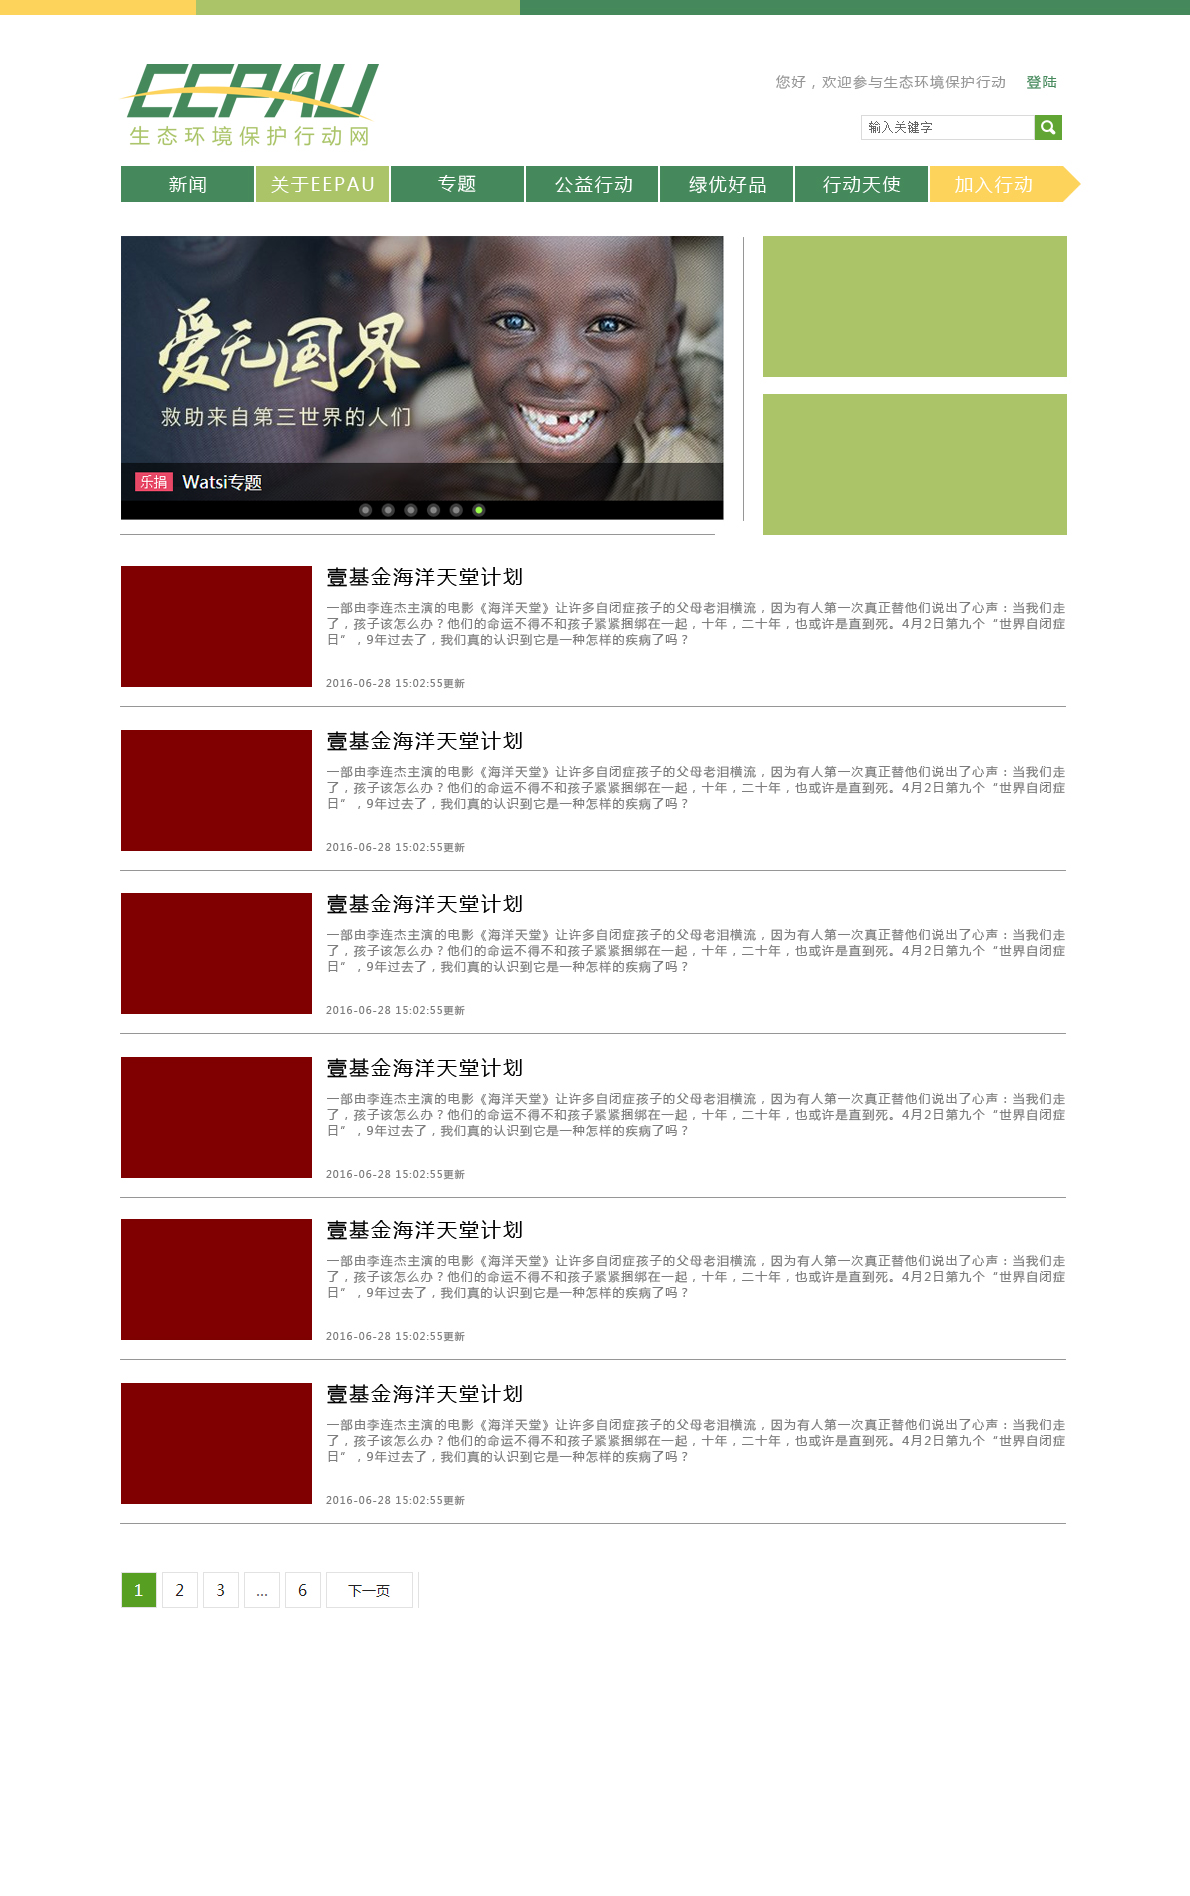 EEPAU
生态环境保护行动网
您好，欢迎参与生态环境保护行动 登陆
输入关键字
新闻 关于EEPAU 专题 公益行动 绿优好品 行动天使 加入行动
爱无国界
救助来自第三世界的人们
乐捐 Watsi专题
壹基金海洋天堂计划
一部由李连杰主演的电影《海洋天堂》让许多自闭症孩子的父母老泪横流，因为有人第一次真正替他们说出了心声：当我们走
了，孩子该怎么办？他们的命运不得不和孩子紧紧捆绑在一起，十年，二十年，也或许是直到死。4月2日第九个“世界自闭症
日”，9年过去了，我们真的认识到它是一种怎样的疾病了吗？
2016-06-28 15:02:55更新
壹基金海洋天堂计划
一部由李连杰主演的电影《海洋天堂》让许多自闭症孩子的父母老泪横流，因为有人第一次真正替他们说出了心声：当我们走
了，孩子该怎么办？他们的命运不得不和孩子紧紧捆绑在一起，十年，二十年，也或许是直到死。4月2日第九个“世界自闭症
日”，9年过去了，我们真的认识到它是一种怎样的疾病了吗？
2016-06-28 15:02:55更新
壹基金海洋天堂计划
一部由李连杰主演的电影《海洋天堂》让许多自闭症孩子的父母老泪横流，因为有人第一次真正替他们说出了心声：当我们走
了，孩子该怎么办？他们的命运不得不和孩子紧紧捆绑在一起，十年，二十年，也或许是直到死。4月2日第九个“世界自闭症
日”，9年过去了，我们真的认识到它是一种怎样的疾病了吗？
2016-06-28 15:02:55更新
壹基金海洋天堂计划
一部由李连杰主演的电影《海洋天堂》让许多自闭症孩子的父母老泪横流，因为有人第一次真正替他们说出了心声：当我们走
了，孩子该怎么办？他们的命运不得不和孩子紧紧捆绑在一起，十年，二十年，也或许是直到死。4月2日第九个“世界自闭症
日”，9年过去了，我们真的认识到它是一种怎样的疾病了吗？
2016-06-28 15:02:55更新
壹基金海洋天堂计划
一部由李连杰主演的电影《海洋天堂》让许多自闭症孩子的父母老泪横流，因为有人第一次真正替他们说出了心声：当我们走
了，孩子该怎么办？他们的命运不得不和孩子紧紧捆绑在一起，十年，二十年，也或许是直到死。4月2日第九个“世界自闭症
日”，9年过去了，我们真的认识到它是一种怎样的疾病了吗？
2016-06-28 15:02:55更新
壹基金海洋天堂计划
一部由李连杰主演的电影《海洋天堂》让许多自闭症孩子的父母老泪横流，因为有人第一次真正替他们说出了心声：当我们走
了，孩子该怎么办？他们的命运不得不和孩子紧紧捆绑在一起，十年，二十年，也或许是直到死。4月2日第九个“世界自闭症
日”，9年过去了，我们真的认识到它是一种怎样的疾病了吗？
2016-06-28 15:02:55更新
1 2 3 ... 6 下一页